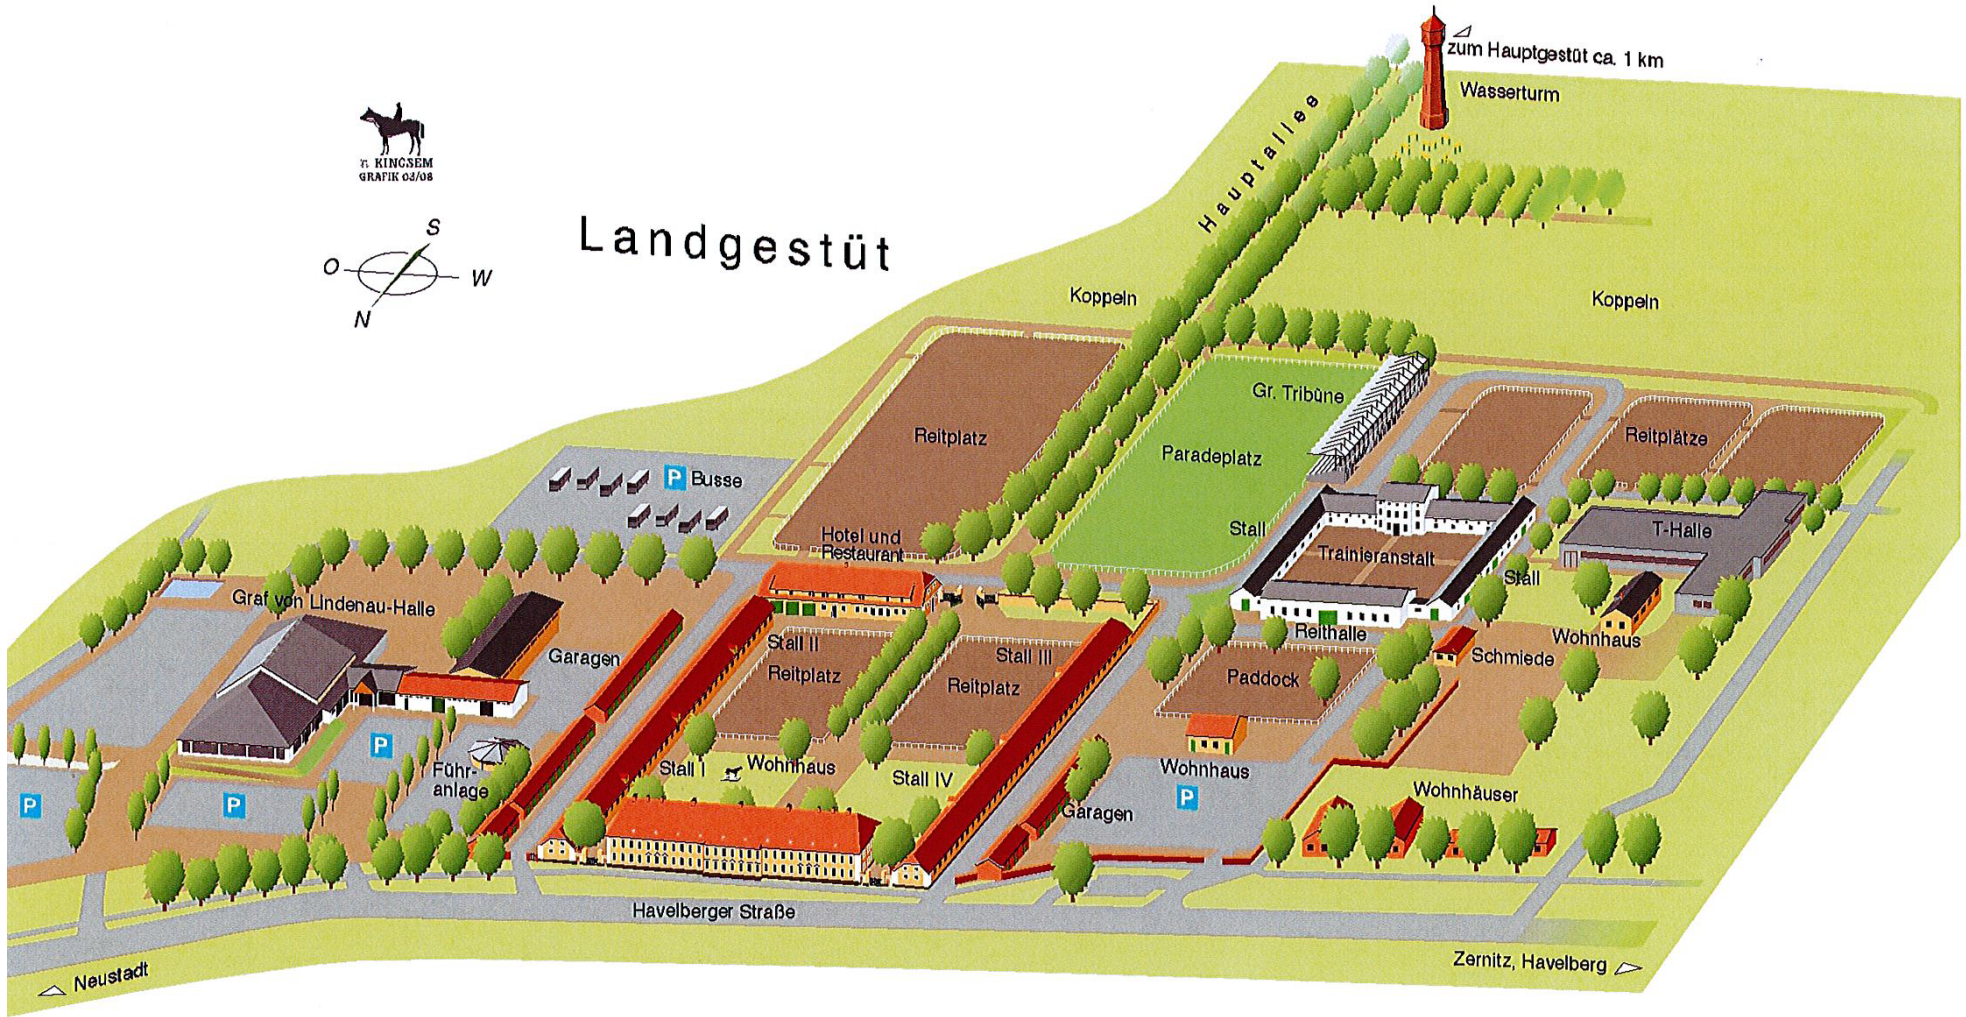 zum Hauptgestüt ca. 1 km
Wasserturm
Hauptallee
KINCSEM
GRAFIK 03/08
S
O
W
N
Landgestüt
Koppeln
Koppeln
Gr. Tribüne
Reitplatz
Paradeplatz
Reitplätze
P Busse
Hotel und
Restaurant
Stall
Trainieranstalt
T-Halle
Stall
Graf von Lindenau-Halle
Reithalle
Wohnhaus
Garagen
Stall II
Reitplatz
Stall III
Reitplatz
Schmiede
Paddock
P
Führ-
anlage
Stall I
Wohnhaus
Stall IV
Wohnhaus
P
P
P
Garagen
Wohnhäuser
Havelberger Straße
Neustadt
Zernitz, Havelberg